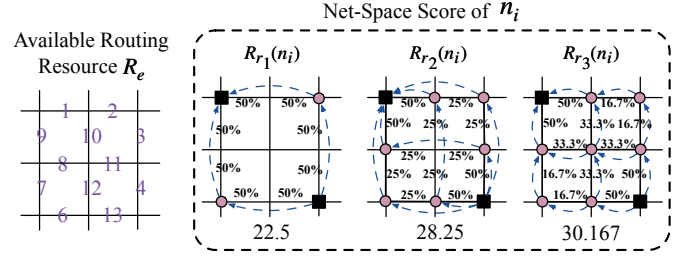 Net-Space Score of n_i
Available Routing
Resource R_e
R_{r_1}(n_i)
R_{r_2}(n_i)
R_{r_3}(n_i)
1 2
9 10 3
8 11
7 12 4
6 13
50% 50%
50% 50%
50% 50%
50% 50%
22.5
50% 25%
50% 25% 25%
25% 25%
25% 25% 50%
25% 50%
28.25
50% 16.7%
50% 33.3% 16.7%
33.3% 33.3%
16.7% 33.3% 50%
16.7% 50%
30.167